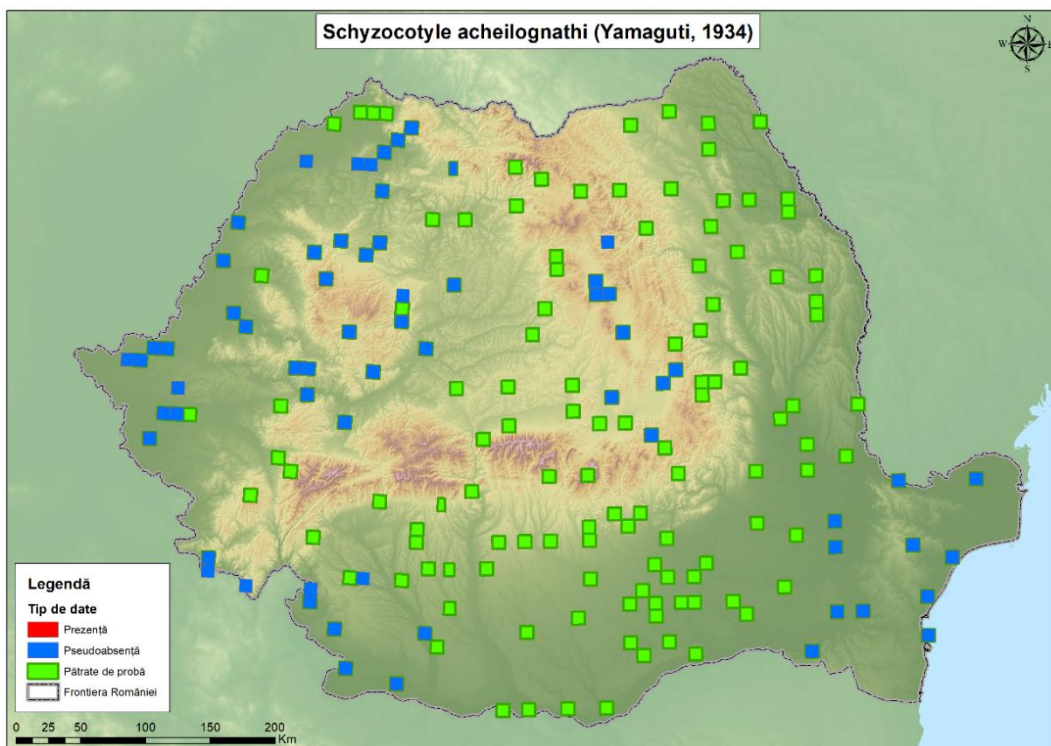 Schyzocotyle acheilognathi (Yamaguti, 1934)
N
W E
S
Legendă
Tip de date
Prezență
Pseudoabsență
Pătrate de probă
Frontiera României
0 50 100 150 200
Km